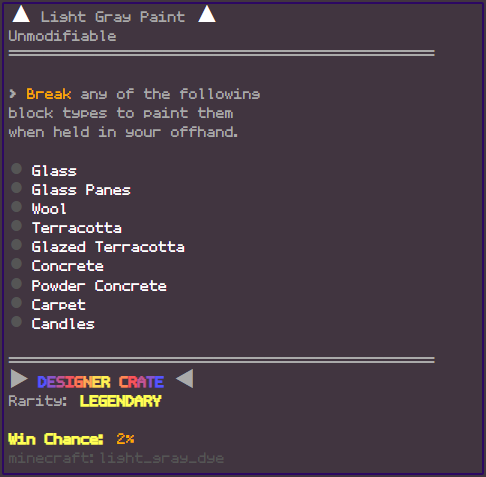 Light Gray Paint
Unmodifiable
> Break any of the following
block types to paint them
when held in your offhand.
Glass
Glass Panes
Wool
Terracotta
Glazed Terracotta
Concrete
Powder Concrete
Carpet
Candles
DESIGNER CRATE
Rarity: LEGENDARY
Win Chance: 2%
minecraft:light_gray_dye